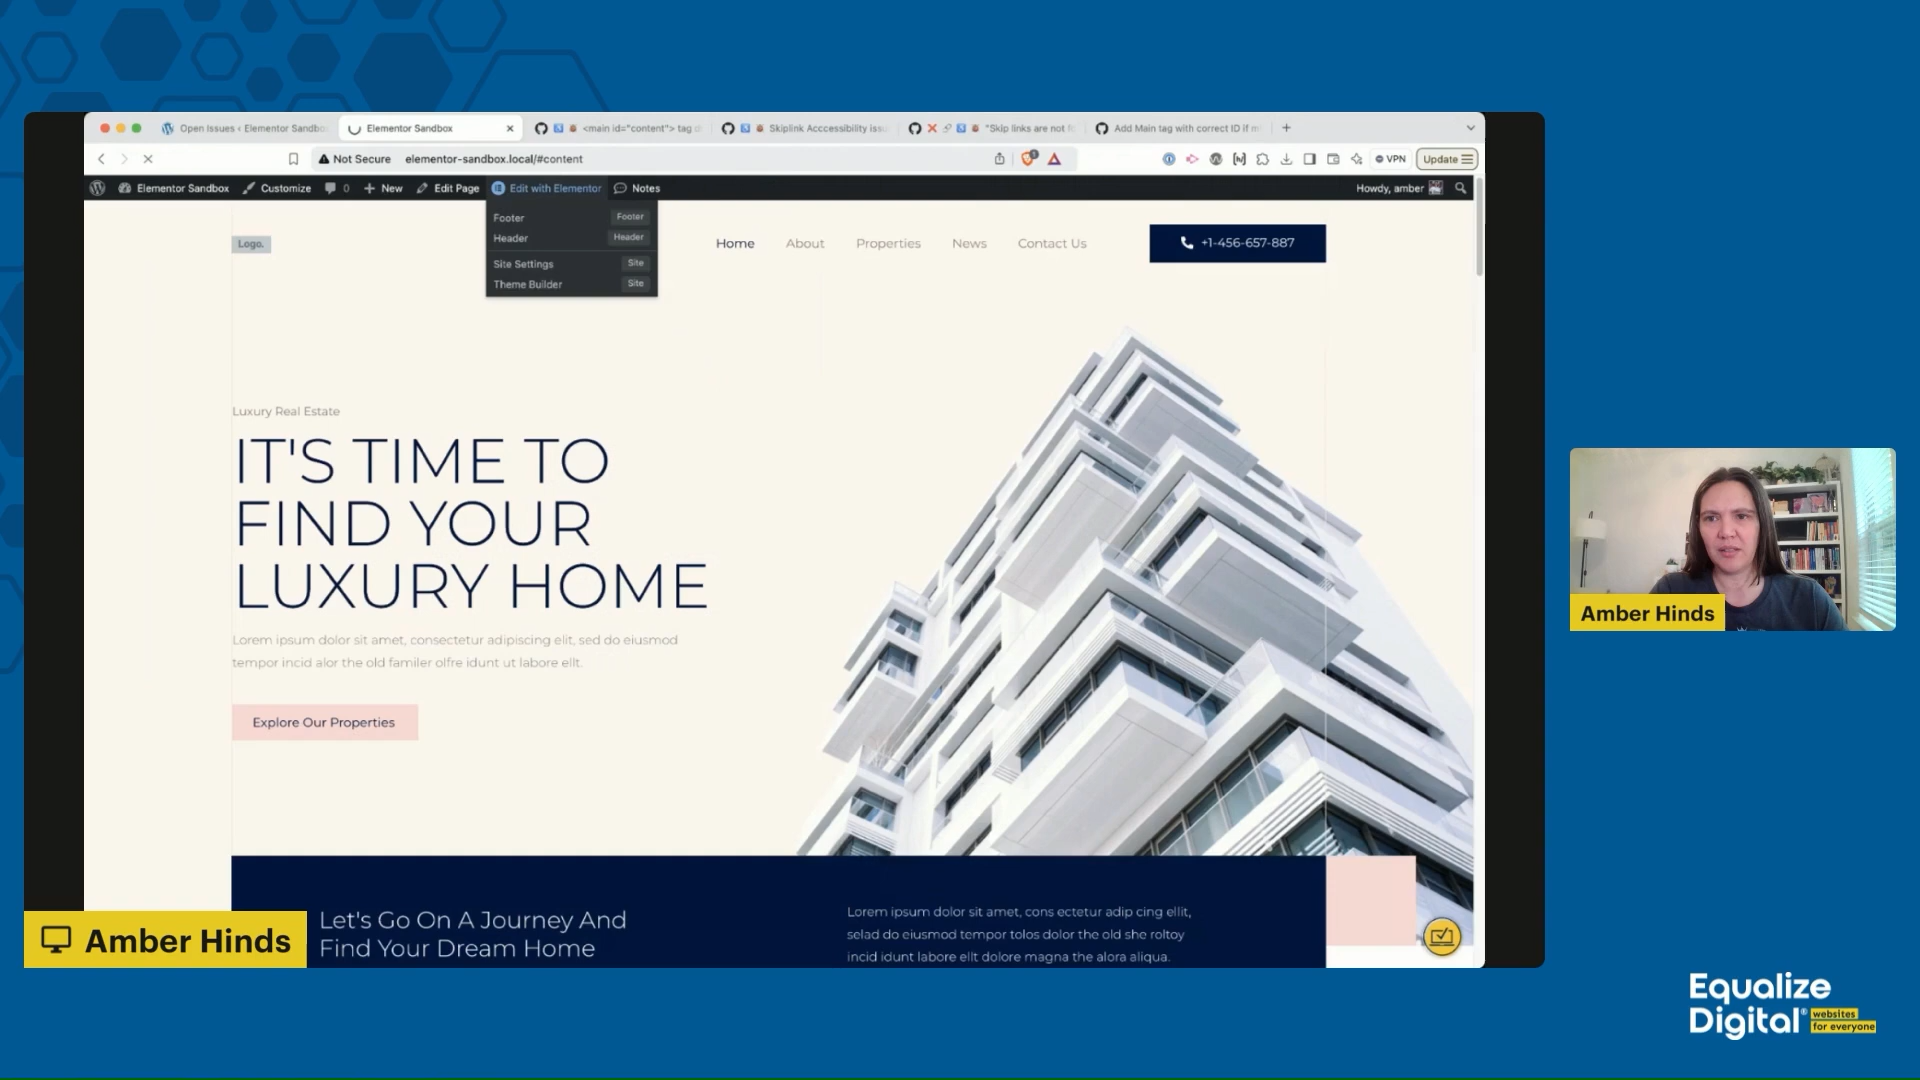 Open Issues ‹ Elementor Sandbo
Elementor Sandbox
<main id="content"> tag
Skiplink Acccessibility issu
"Skip links are not f
Add Main tag with correct ID if m
Not Secure
elementor-sandbox.local/#content
VPN
Update
Elementor Sandbox
Customize
0
New
Edit Page
Edit with Elementor
Notes
Howdy, amber
Footer
Footer
Header
Header
Site Settings
Site
Theme Builder
Site
Logo.
Home
About
Properties
News
Contact Us
+1-456-657-887
Luxury Real Estate
IT'S TIME TO
FIND YOUR
LUXURY HOME
Lorem ipsum dolor sit amet, consectetur adipiscing elit, sed do eiusmod
tempor incid alor the old familer olfre idunt ut labore ellt.
Explore Our Properties
Let's Go On A Journey And
Find Your Dream Home
Lorem ipsum dolor sit amet, cons ectetur adip cing ellit,
selad do eiusmod tempor tolos dolor the old she roltoy
incid idunt labore ellt dolore magna the alora aliqua.
Amber Hinds
Amber Hinds
Equalize
Digital®
websites
for everyone